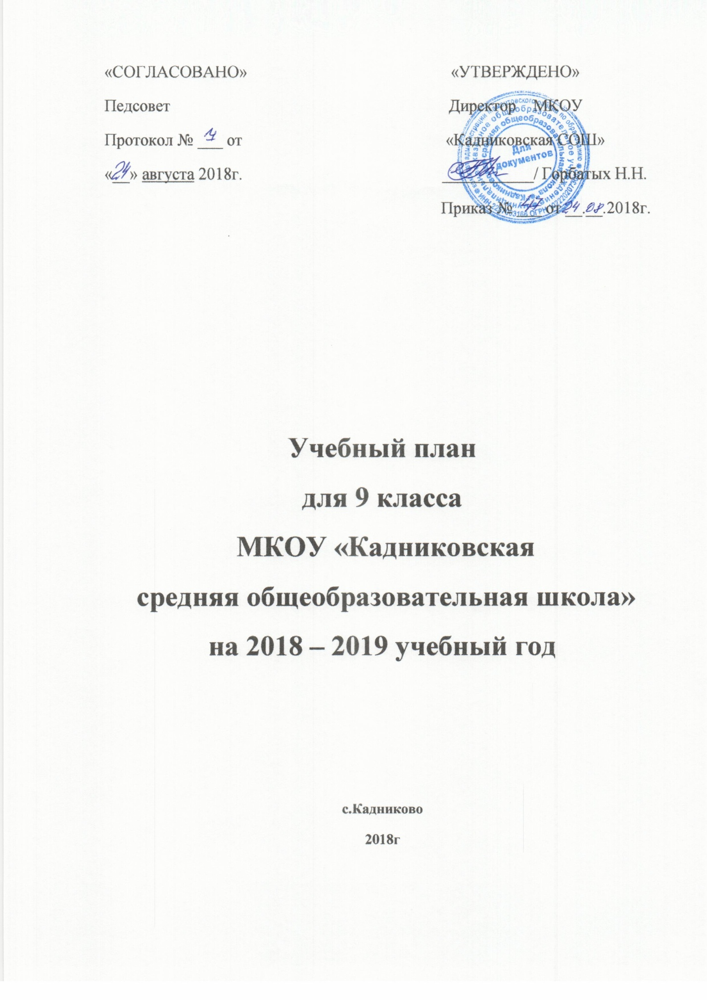 «СОГЛАСОВАНО»
Педсовет
Протокол № ___ от
«24» августа 2018г.
«УТВЕРЖДЕНО»
Директор МКОУ
«Кадниковская СОШ»
/ Горбатых Н.Н.
Приказ № 47 от 24.08.2018г.
Для
документов
Учебный план
для 9 класса
МКОУ «Кадниковская
средняя общеобразовательная школа»
на 2018 – 2019 учебный год
с.Кадниково
2018г